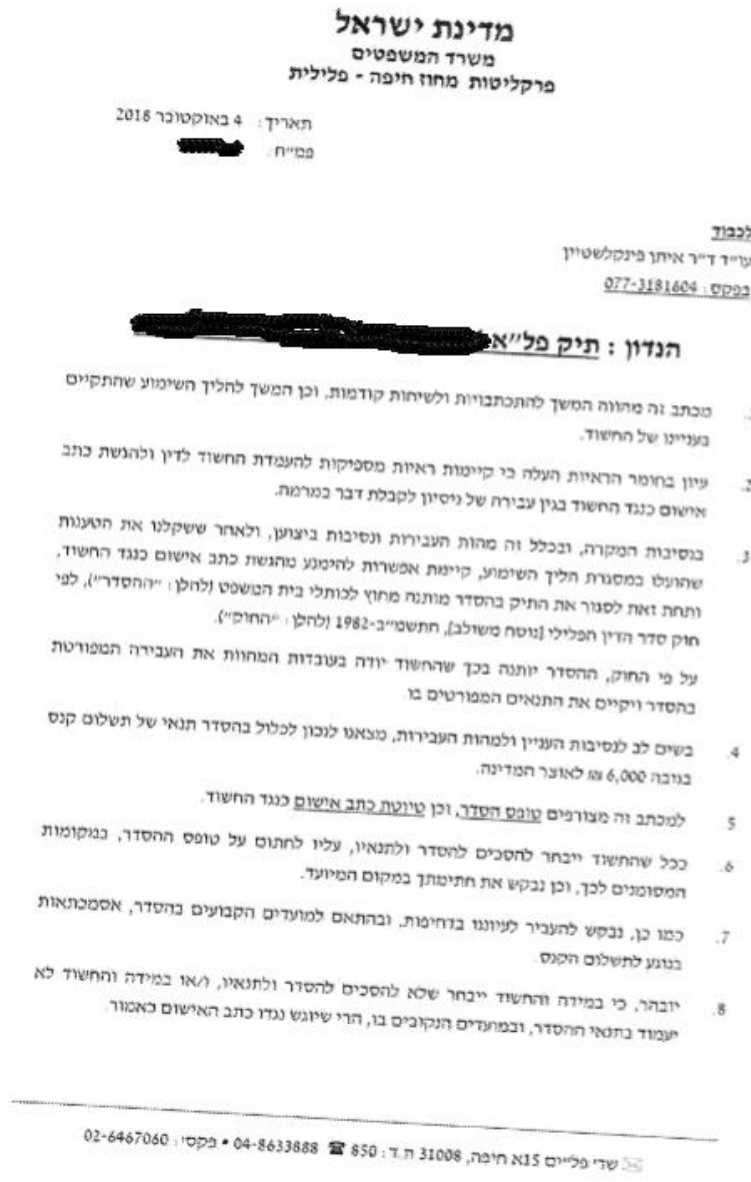 מדינת ישראל
משרד המשפטים
פרקליטות מחוז חיפה - פלילית
תאריך: 4 באוקטובר 2018
פמ״ח:
לכבוד
עו״ד ד״ר איתן פינקלשטיין
בפקס: 077-3181604
הנדון : תיק פל״א
מכתב זה מהווה המשך להתכתבויות ולשיחות קודמות, וכן המשך להליך השימוע שהתקיים
בעניינו של החשוד.
2. עיון בחומר הראיות העלה כי קיימות ראיות מספיקות להעמדת החשוד לדין ולהגשת כתב
אישום כנגד החשוד בגין עבירה של ניסיון לקבלת דבר במרמה.
3. בנסיבות המקרה, ובכלל זה מהות העבירות ונסיבות ביצוען, ולאחר ששקלנו את הטענות
שהועלו במסגרת הליך השימוע, קיימת אפשרות להימנע מהגשת כתב אישום כנגד החשוד,
ותחת זאת לסגור את התיק בהסדר מותנה מחוץ לכותלי בית המשפט (להלן: ״ההסדר״), לפי
חוק סדר הדין הפלילי [נוסח משולב], התשמ״ב-1982 (להלן: ״החוק״).
על פי החוק, ההסדר יותנה בכך שהחשוד יודה בעובדות המהוות את העבירה המפורטת
בהסדר ויקיים את התנאים המפורטים בו.
4. בשים לב לנסיבות העניין ולמהות העבירות, מצאנו לנכון לכלול בהסדר תנאי של תשלום קנס
בגובה 6,000 ₪ לאוצר המדינה.
5 למכתב זה מצורפים טופס הסדר, וכן טיוטת כתב אישום כנגד החשוד.
6. ככל שהחשוד ייבחר להסכים להסדר ולתנאיו, עליו לחתום על טופס ההסדר, במקומות
המסומנים לכך, וכן נבקש את חתימתך במקום המיועד.
7. כמו כן, נבקש להעביר לעיוננו בדחיפות, ובהתאם למועדים הקבועים בהסדר, אסמכתאות
בנוגע לתשלום הקנס.
8. יובהר, כי במידה והחשוד ייבחר שלא להסכים להסדר ולתנאיו, ו/או במידה והחשוד לא
יעמוד בתנאי ההסדר, ובמועדים הנקובים בו, הרי שיוגש נגדו כתב האישום כאמור.
שד׳ פל״ים 15א חיפה, 31008 ת.ד: 850 ☎ 04-8633888 • פקסי: 02-6467060